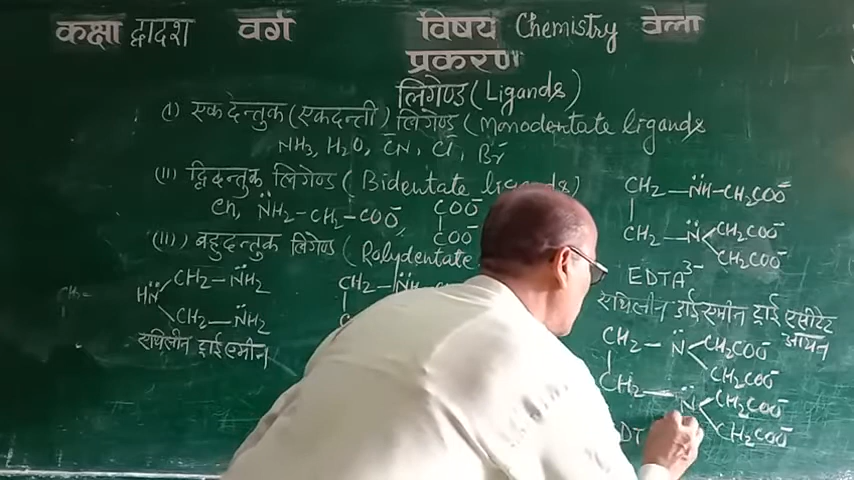 कक्षा द्वादश वर्ग विषय Chemistry वेला
प्रकरण
लिगेण्ड (Ligands)
(I) एकदन्तुक (एकदन्ती) लिगेण्ड (Monodentate ligands
NH₃, H₂O, C̄N, Cl̄, Br̄
(II) द्विदन्तुक लिगेण्ड (Bidentate ligands)
en, N̈H₂-CH₂-COO⁻, COO⁻
COO⁻
(III) बहुदन्तुक लिगेण्ड (Polydentate
HN̈ CH₂-N̈H₂
CH₂-N̈H₂
एथिलीन ट्राईएमीन
CH₂-N̈H
CH₂ — N̈H-CH₂COO⁻
CH₂ — N̈ CH₂COO⁻
CH₂COO⁻
EDTA³⁻
एथिलीन डाईएमीन ट्राई एसीटेट
आयन
CH₂ — N̈ CH₂COO⁻
CH₂COO⁻
CH₂ — N̈ CH₂COO⁻
CH₂COO⁻
DT